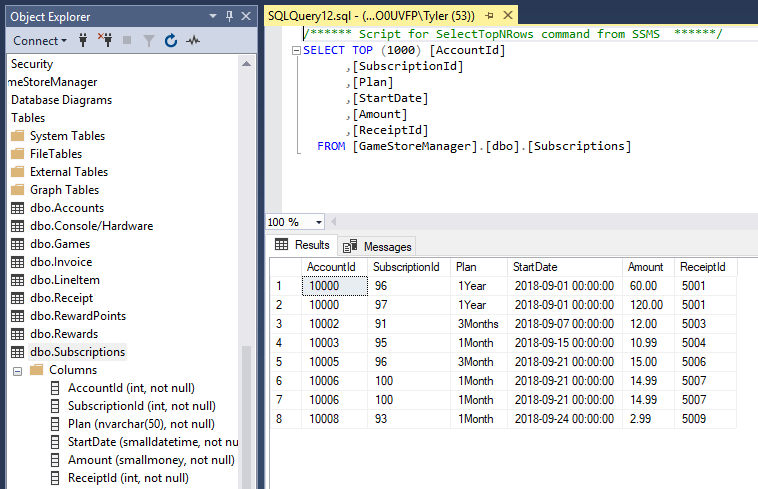 Object Explorer
Connect
Security
meStoreManager
Database Diagrams
Tables
System Tables
FileTables
External Tables
Graph Tables
dbo.Accounts
dbo.Console/Hardware
dbo.Games
dbo.Invoice
dbo.LineItem
dbo.Receipt
dbo.RewardPoints
dbo.Rewards
dbo.Subscriptions
Columns
AccountId (int, not null)
SubscriptionId (int, not null)
Plan (nvarchar(50), not null)
StartDate (smalldatetime, not nu
Amount (smallmoney, not null)
ReceiptId (int, not null)
SQLQuery12.sql - (...O0UVFP\Tyler (53))
/****** Script for SelectTopNRows command from SSMS ******/
SELECT TOP (1000) [AccountId]
,[SubscriptionId]
,[Plan]
,[StartDate]
,[Amount]
,[ReceiptId]
FROM [GameStoreManager].[dbo].[Subscriptions]
100 %
Results Messages
AccountId SubscriptionId Plan StartDate Amount ReceiptId
1 10000 96 1Year 2018-09-01 00:00:00 60.00 5001
2 10000 97 1Year 2018-09-01 00:00:00 120.00 5001
3 10002 91 3Months 2018-09-07 00:00:00 12.00 5003
4 10003 95 1Month 2018-09-15 00:00:00 10.99 5004
5 10005 96 3Month 2018-09-21 00:00:00 15.00 5006
6 10006 100 1Month 2018-09-21 00:00:00 14.99 5007
7 10006 100 1Month 2018-09-21 00:00:00 14.99 5007
8 10008 93 1Month 2018-09-24 00:00:00 2.99 5009